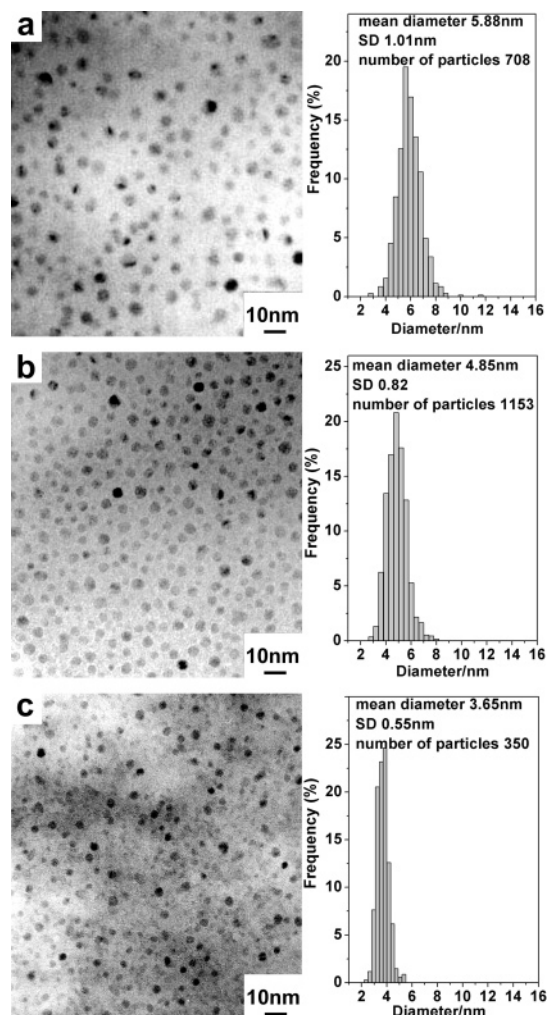 a
10nm
mean diameter 5.88nm
SD 1.01nm
number of particles 708
Frequency (%)
20
15
10
5
0
2 4 6 8 10 12 14 16
Diameter/nm
b
10nm
mean diameter 4.85nm
SD 0.82
number of particles 1153
Frequency (%)
25
20
15
10
5
0
2 4 6 8 10 12 14 16
Diameter/nm
c
10nm
mean diameter 3.65nm
SD 0.55nm
number of particles 350
Frequency (%)
25
20
15
10
5
0
0 2 4 6 8 10 12 14 16
Diameter/nm